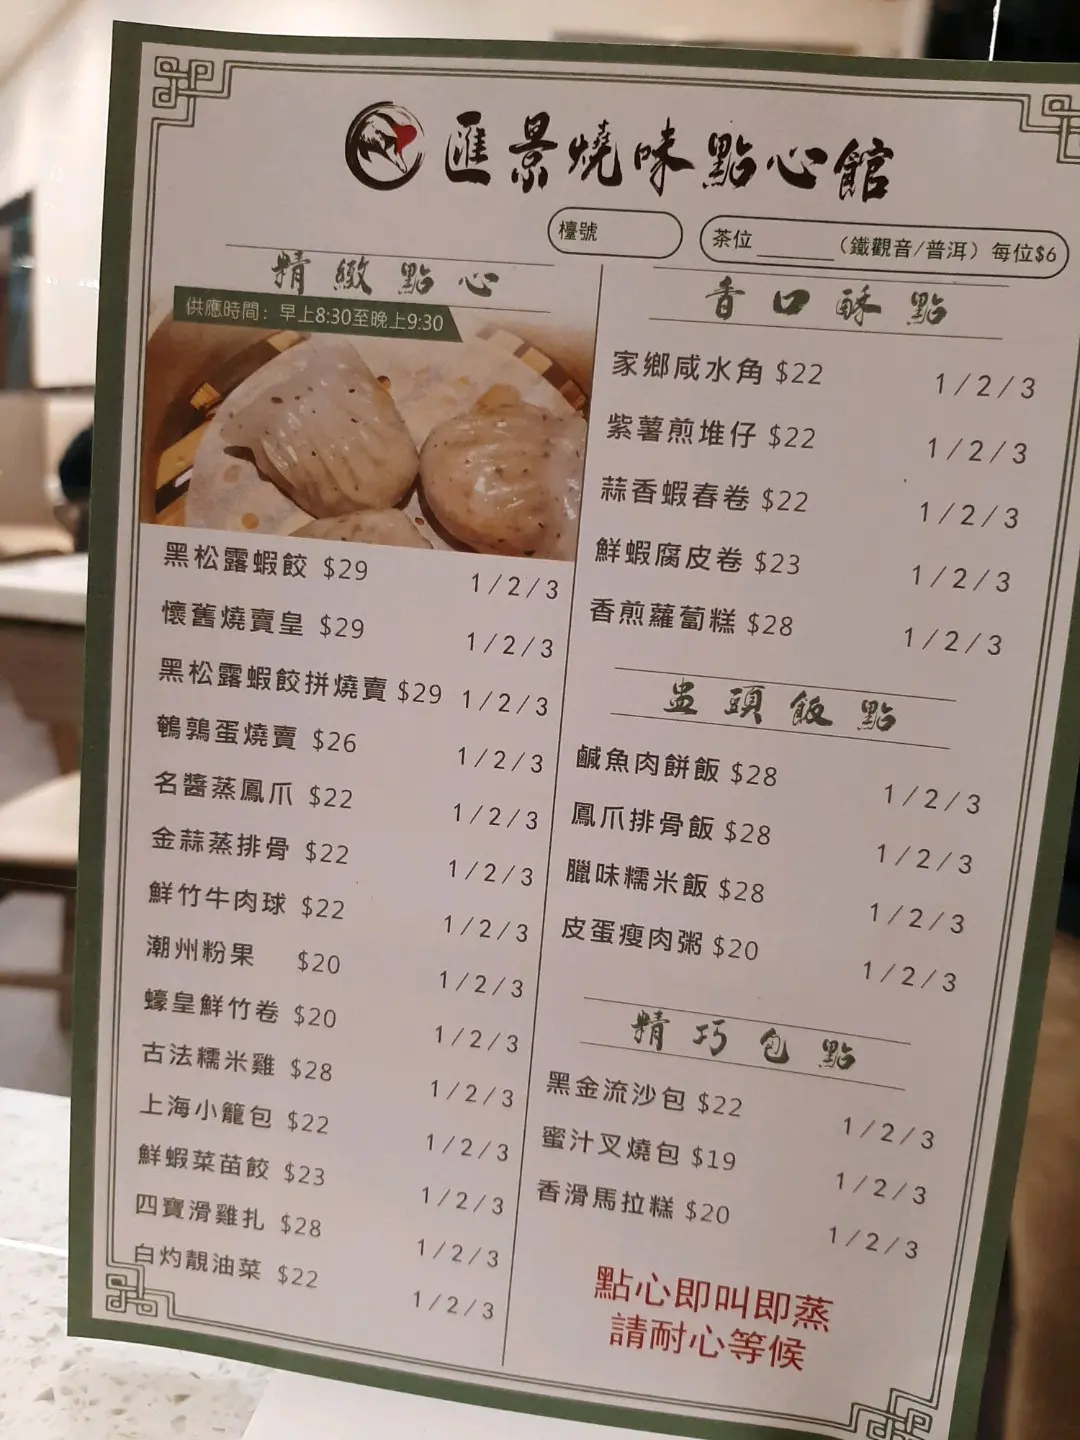 匯景燒味點心館
檯號
茶位______(鐵觀音/普洱) 每位$6
精緻點心
供應時間: 早上8:30至晚上9:30
黑松露蝦餃 $29 1/2/3
懷舊燒賣皇 $29 1/2/3
黑松露蝦餃拼燒賣 $29 1/2/3
鵪鶉蛋燒賣 $26 1/2/3
名醬蒸鳳爪 $22 1/2/3
金蒜蒸排骨 $22 1/2/3
鮮竹牛肉球 $22 1/2/3
潮州粉果 $20 1/2/3
蠔皇鮮竹卷 $20 1/2/3
古法糯米雞 $28 1/2/3
上海小籠包 $22 1/2/3
鮮蝦菜苗餃 $23 1/2/3
四寶滑雞扎 $28 1/2/3
白灼靚油菜 $22 1/2/3
香口酥點
家鄉咸水角 $22 1/2/3
紫薯煎堆仔 $22 1/2/3
蒜香蝦春卷 $22 1/2/3
鮮蝦腐皮卷 $23 1/2/3
香煎蘿蔔糕 $28 1/2/3
盅頭飯點
鹹魚肉餅飯 $28 1/2/3
鳳爪排骨飯 $28 1/2/3
臘味糯米飯 $28 1/2/3
皮蛋瘦肉粥 $20 1/2/3
精巧包點
黑金流沙包 $22 1/2/3
蜜汁叉燒包 $19 1/2/3
香滑馬拉糕 $20 1/2/3
點心即叫即蒸
請耐心等候